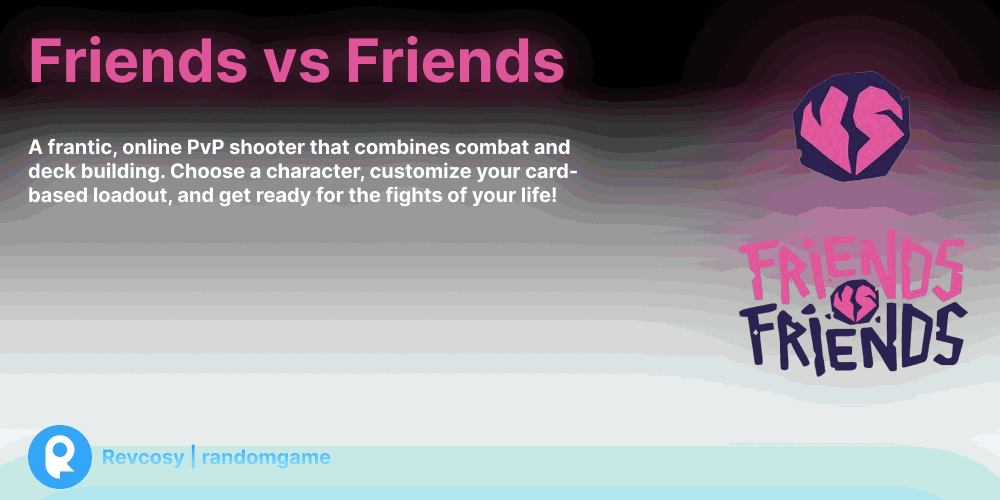 Friends vs Friends
A frantic, online PvP shooter that combines combat and
deck building. Choose a character, customize your card-
based loadout, and get ready for the fights of your life!
VS
FRIENDS
VS
FRIENDS
Revcosy | randomgame